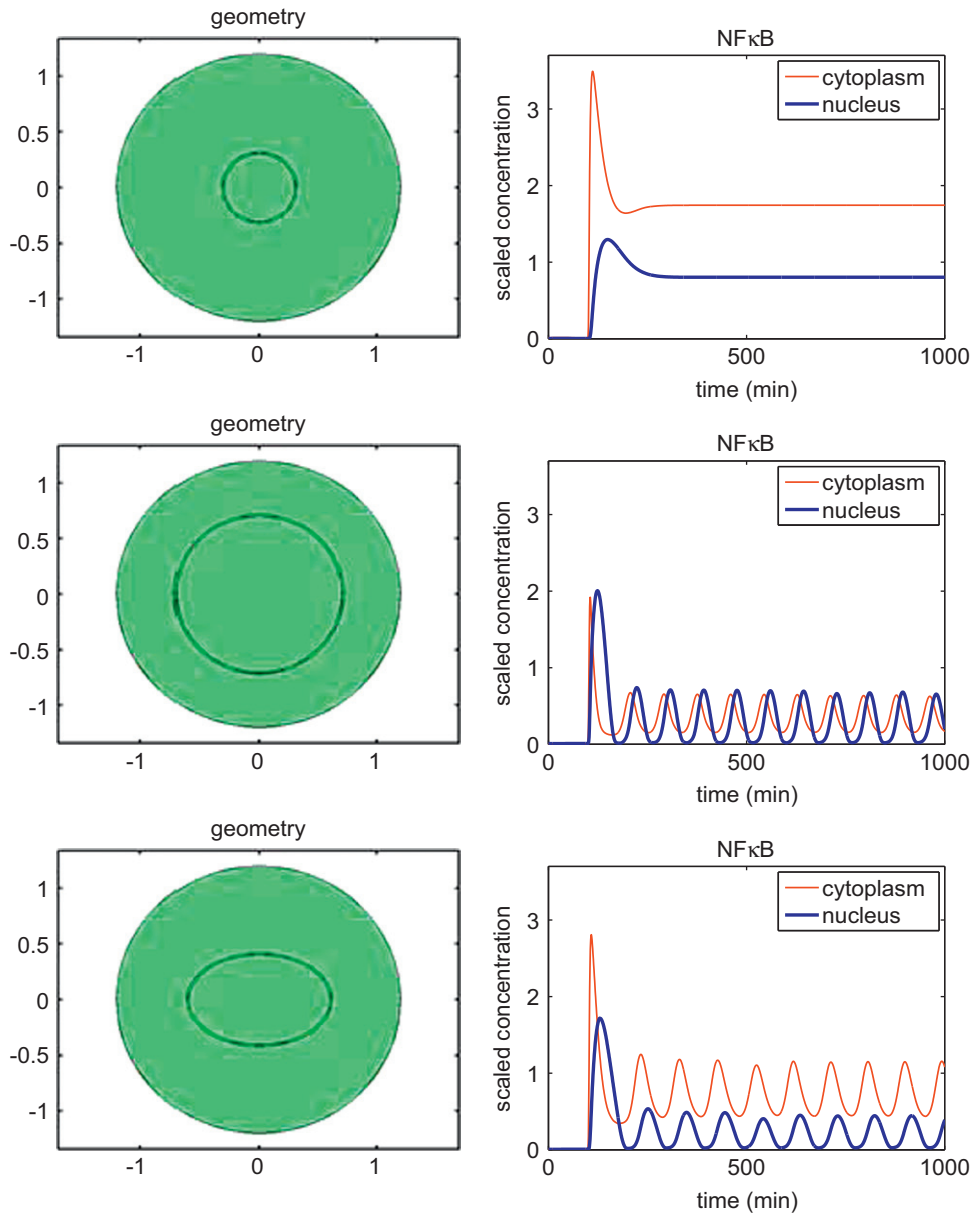 geometry
1
0.5
0
-0.5
-1
-1 0 1
NFκB
cytoplasm
nucleus
scaled concentration
3
2
1
0
0 500 1000
time (min)
geometry
1
0.5
0
-0.5
-1
-1 0 1
NFκB
cytoplasm
nucleus
scaled concentration
3
2
1
0
0 500 1000
time (min)
geometry
1
0.5
0
-0.5
-1
-1 0 1
NFκB
cytoplasm
nucleus
scaled concentration
3
2
1
0
0 500 1000
time (min)